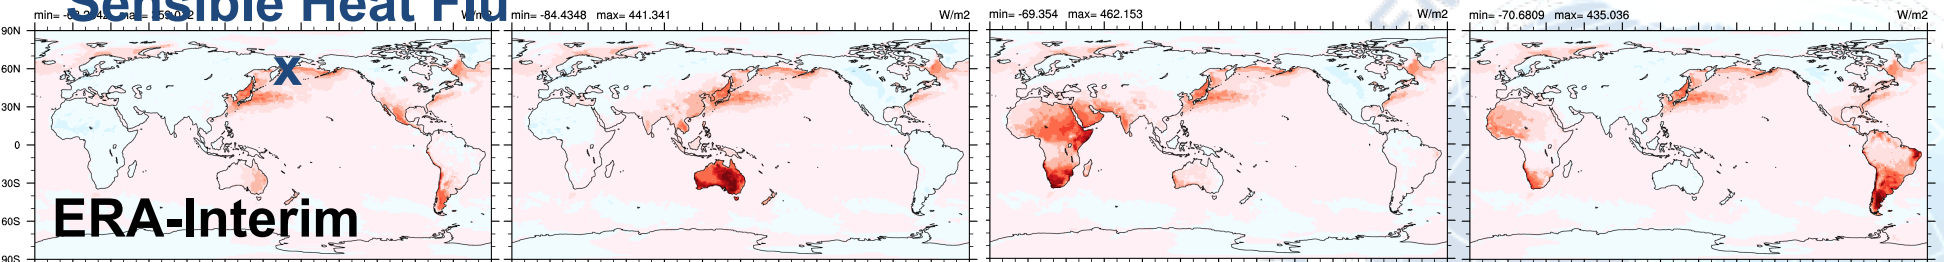 Sensible Heat Flu
x
min= -84.4348 max= 441.341 W/m2
min= -69.354 max= 462.153 W/m2
min= -70.6809 max= 435.036 W/m2
90N
60N
30N
0
30S
60S
90S
ERA-Interim